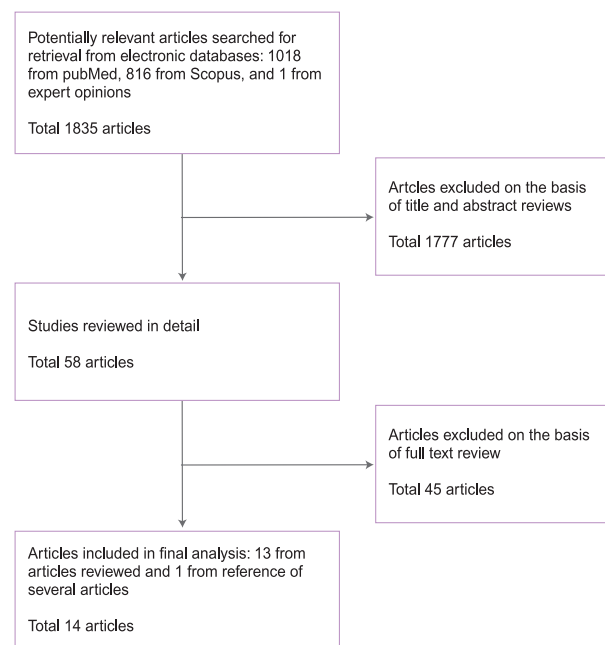 Potentially relevant articles searched for
retrieval from electronic databases: 1018
from pubMed, 816 from Scopus, and 1 from
expert opinions
Total 1835 articles
Artcles excluded on the basis
of title and abstract reviews
Total 1777 articles
Studies reviewed in detail
Total 58 articles
Articles excluded on the basis
of full text review
Total 45 articles
Articles included in final analysis: 13 from
articles reviewed and 1 from reference of
several articles
Total 14 articles